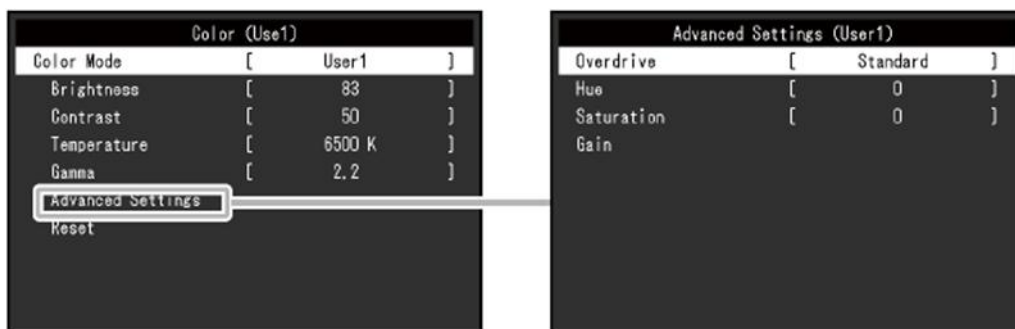 Color (Use1)
Color Mode [ User1 ]
Brightness [ 83 ]
Contrast [ 50 ]
Temperature [ 6500 K ]
Gamma [ 2.2 ]
Advanced Settings
Reset
Advanced Settings (User1)
Overdrive [ Standard ]
Hue [ 0 ]
Saturation [ 0 ]
Gain